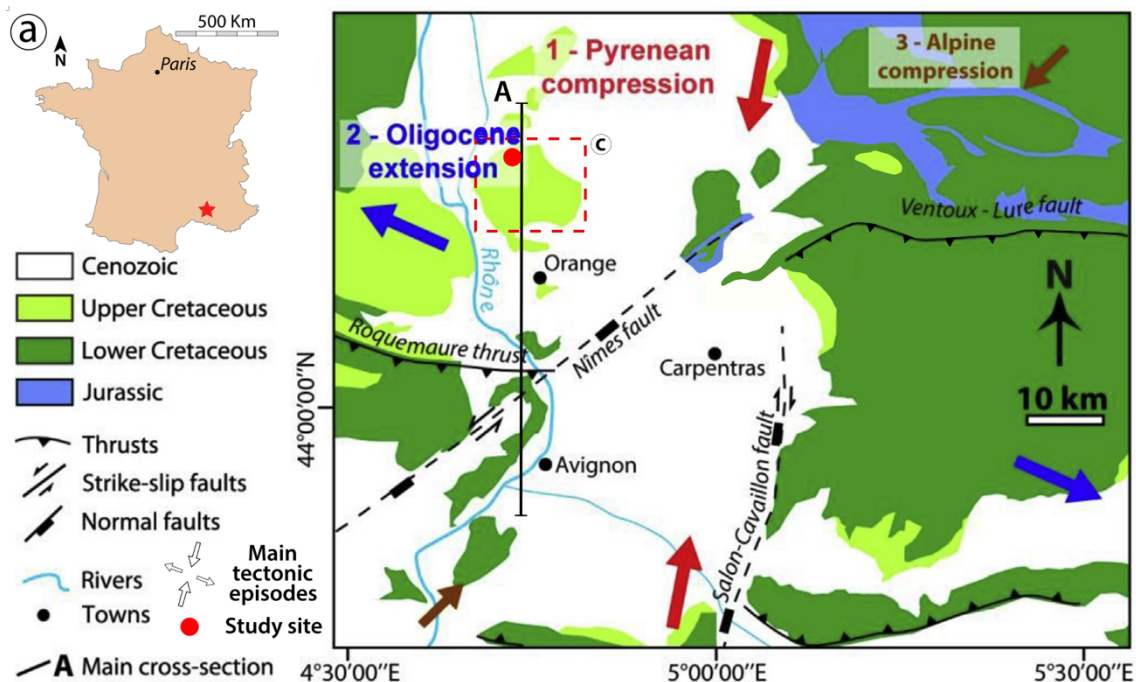 a
500 Km
N
Paris
Cenozoic
Upper Cretaceous
Lower Cretaceous
Jurassic
Thrusts
Strike-slip faults
Normal faults
Rivers
Towns
Main
tectonic
episodes
Study site
A Main cross-section
1 - Pyrenean
compression
3 - Alpine
compression
A
2 - Oligocene
extension
c
Ventoux - Lure fault
Rhône
Orange
N
Roquemaure thrust
Nîmes fault
Carpentras
10 km
44°00'00''N
Avignon
Salon-Cavaillon fault
4°30'00''E
5°00'00''E
5°30'00''E